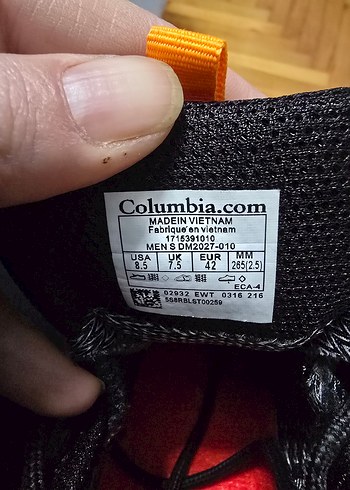 Columbia.com
MADEIN VIETNAM
Fabrique en vietnam
1715391010
MEN S DM2027-010
USA UK EUR MM
8.5 7.5 42 265(2.5)
ECA-4
02932 EWT 0316 216
5S8RBLST00259